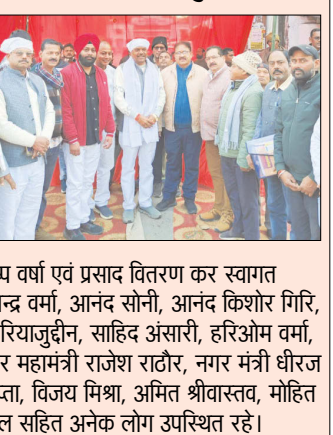 वर्षा एवं प्रसाद वितरण कर स्वागत
वर्मा, आनंद सोनी, आनंद किशोर गिरि,
रियाजुद्दीन, साहिद अंसारी, हरिओम वर्मा,
महामंत्री राजेश राठौर, नगर मंत्री धीरज
विजय मिश्रा, अमित श्रीवास्तव, मोहित
सहित अनेक लोग उपस्थित रहे।